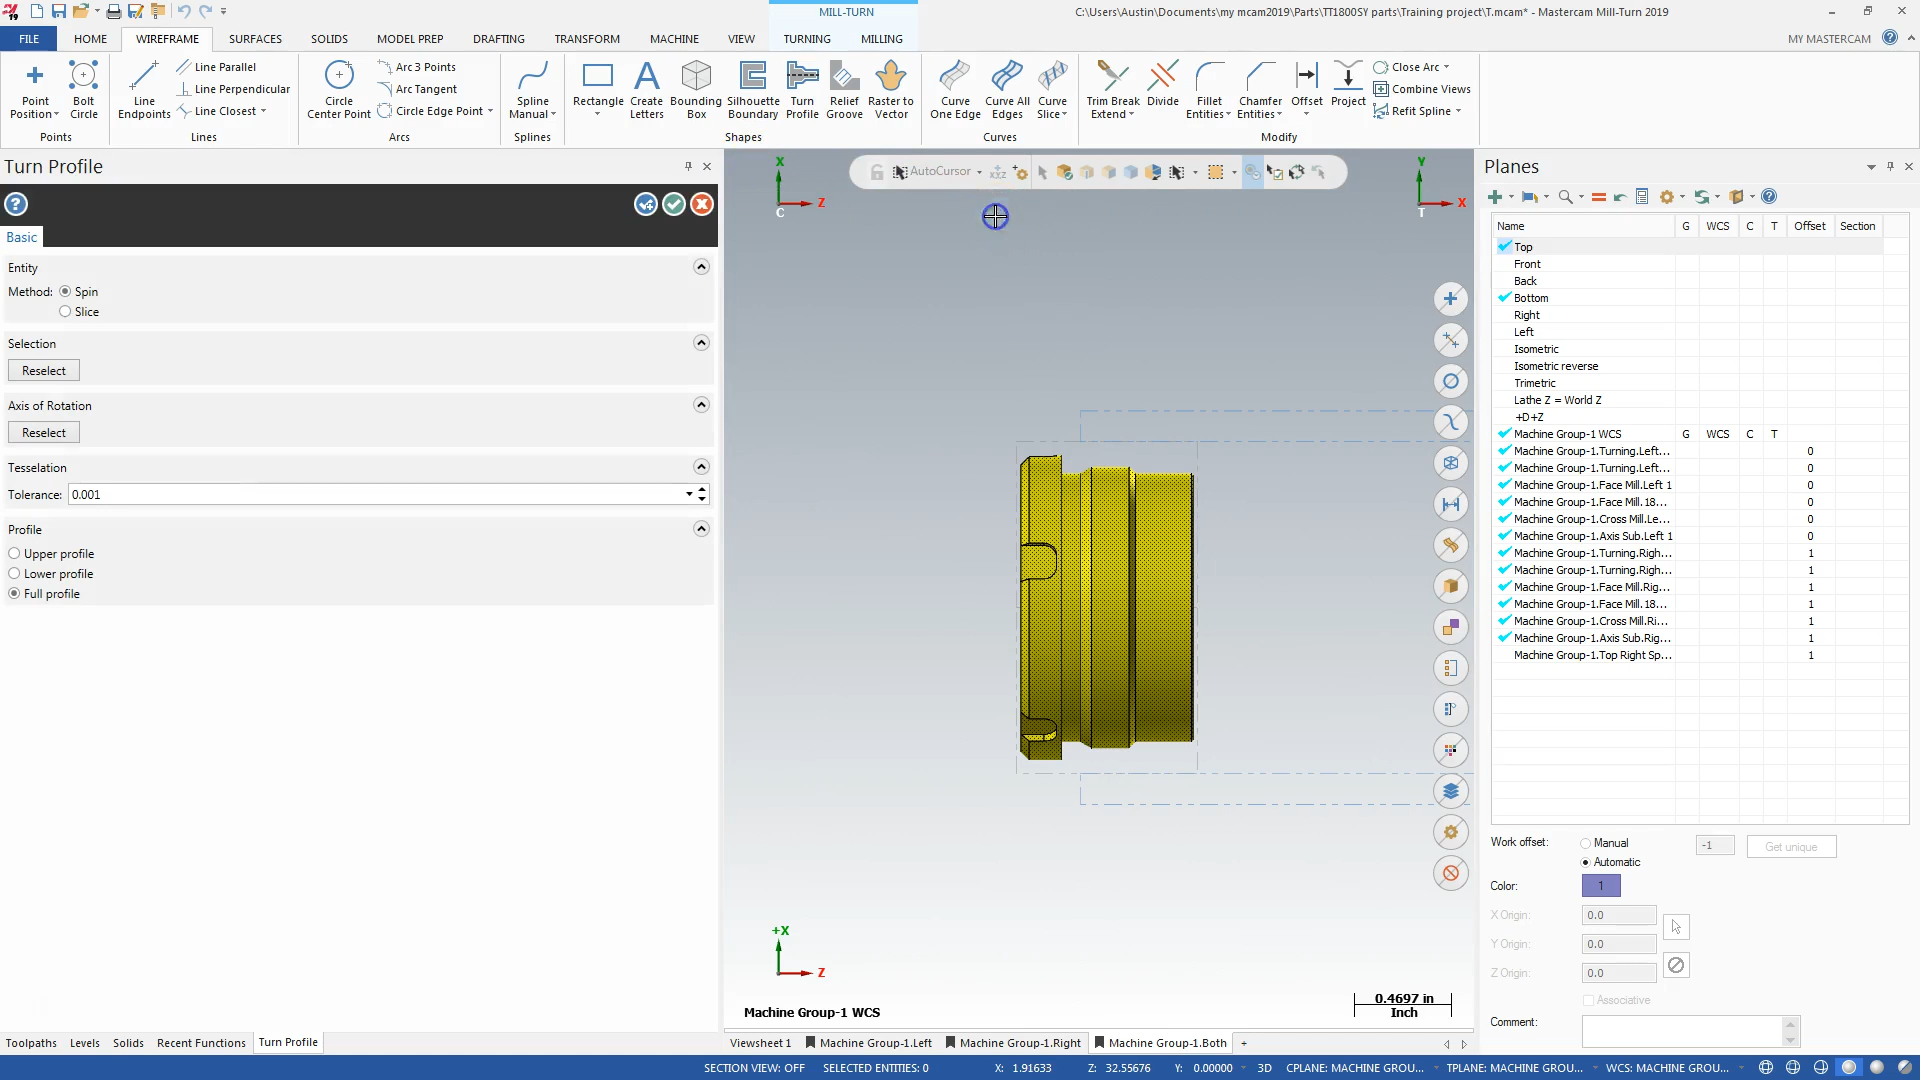 MILL-TURN
C:\Users\Austin\Documents\my mcam2019\Parts\TT1800SY parts\Training project\T.mcam* - Mastercam Mill-Turn 2019
FILE HOME WIREFRAME SURFACES SOLIDS MODEL PREP DRAFTING TRANSFORM MACHINE VIEW TURNING MILLING MY MASTERCAM
Point Position
Bolt Circle
Points
Line Endpoints
Line Parallel
Line Perpendicular
Line Closest
Lines
Circle Center Point
Arc 3 Points
Arc Tangent
Circle Edge Point
Arcs
Spline Manual
Splines
Rectangle
Create Letters
Bounding Box
Silhouette Boundary
Turn Profile
Relief Groove
Raster to Vector
Shapes
Curve One Edge
Curve All Edges
Curve Slice
Curves
Trim Break Extend
Divide
Fillet Entities
Chamfer Entities
Offset
Project
Close Arc
Combine Views
Refit Spline
Modify
Turn Profile
Basic
Entity
Method: Spin
Slice
Selection
Reselect
Axis of Rotation
Reselect
Tesselation
Tolerance: 0.001
Profile
Upper profile
Lower profile
Full profile
Toolpaths Levels Solids Recent Functions Turn Profile
AutoCursor
X
Z
C
Y
X
T
+X
Z
Machine Group-1 WCS
0.4697 in
Inch
Viewsheet 1 Machine Group-1.Left Machine Group-1.Right Machine Group-1.Both +
Planes
Name G WCS C T Offset Section
Top
Front
Back
Bottom
Right
Left
Isometric
Isometric reverse
Trimetric
Lathe Z = World Z
+D+Z
Machine Group-1 WCS G WCS C T
Machine Group-1.Turning.Left... 0
Machine Group-1.Turning.Left... 0
Machine Group-1.Face Mill.Left 1 0
Machine Group-1.Face Mill. 18... 0
Machine Group-1.Cross Mill.Le... 0
Machine Group-1.Axis Sub.Left 1 0
Machine Group-1.Turning.Righ... 1
Machine Group-1.Turning.Righ... 1
Machine Group-1.Face Mill.Rig... 1
Machine Group-1.Face Mill. 18... 1
Machine Group-1.Cross Mill.Ri... 1
Machine Group-1.Axis Sub.Rig... 1
Machine Group-1.Top Right Sp... 1
Work offset: Manual -1 Get unique
Automatic
Color: 1
X Origin: 0.0
Y Origin: 0.0
Z Origin: 0.0
Associative
Comment:
SECTION VIEW: OFF SELECTED ENTITIES: 0 X: 1.91633 Z: 32.55676 Y: 0.00000 3D CPLANE: MACHINE GROU... TPLANE: MACHINE GROU... WCS: MACHINE GROU...